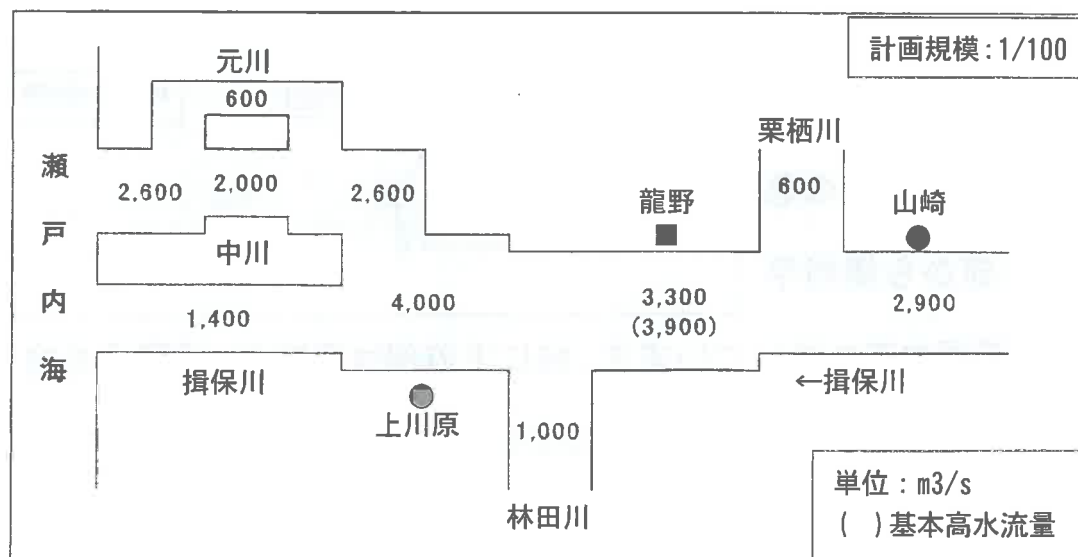 計画規模:1/100
元川
600
栗栖川
600
瀬戸内海
2,600
2,000
2,600
龍野
山崎
中川
4,000
3,300
(3,900)
2,900
1,400
揖保川
上川原
1,000
←揖保川
林田川
単位:m3/s
( )基本高水流量